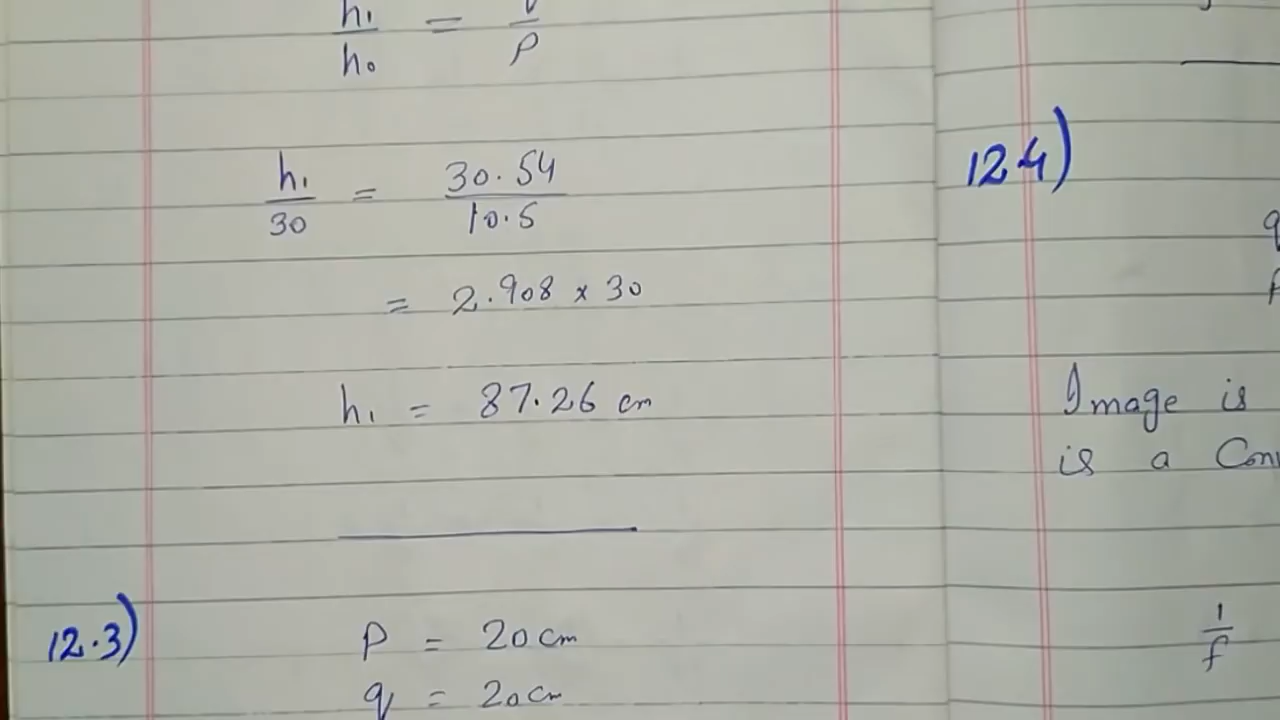 h₁/h₀ = q/p
h₁/30 = 30.54/10.5
= 2.908 × 30
h₁ = 87.26 cm
12.3)
P = 20 cm
q = 20 cm
12.4)
q
Image is
is a
1/f